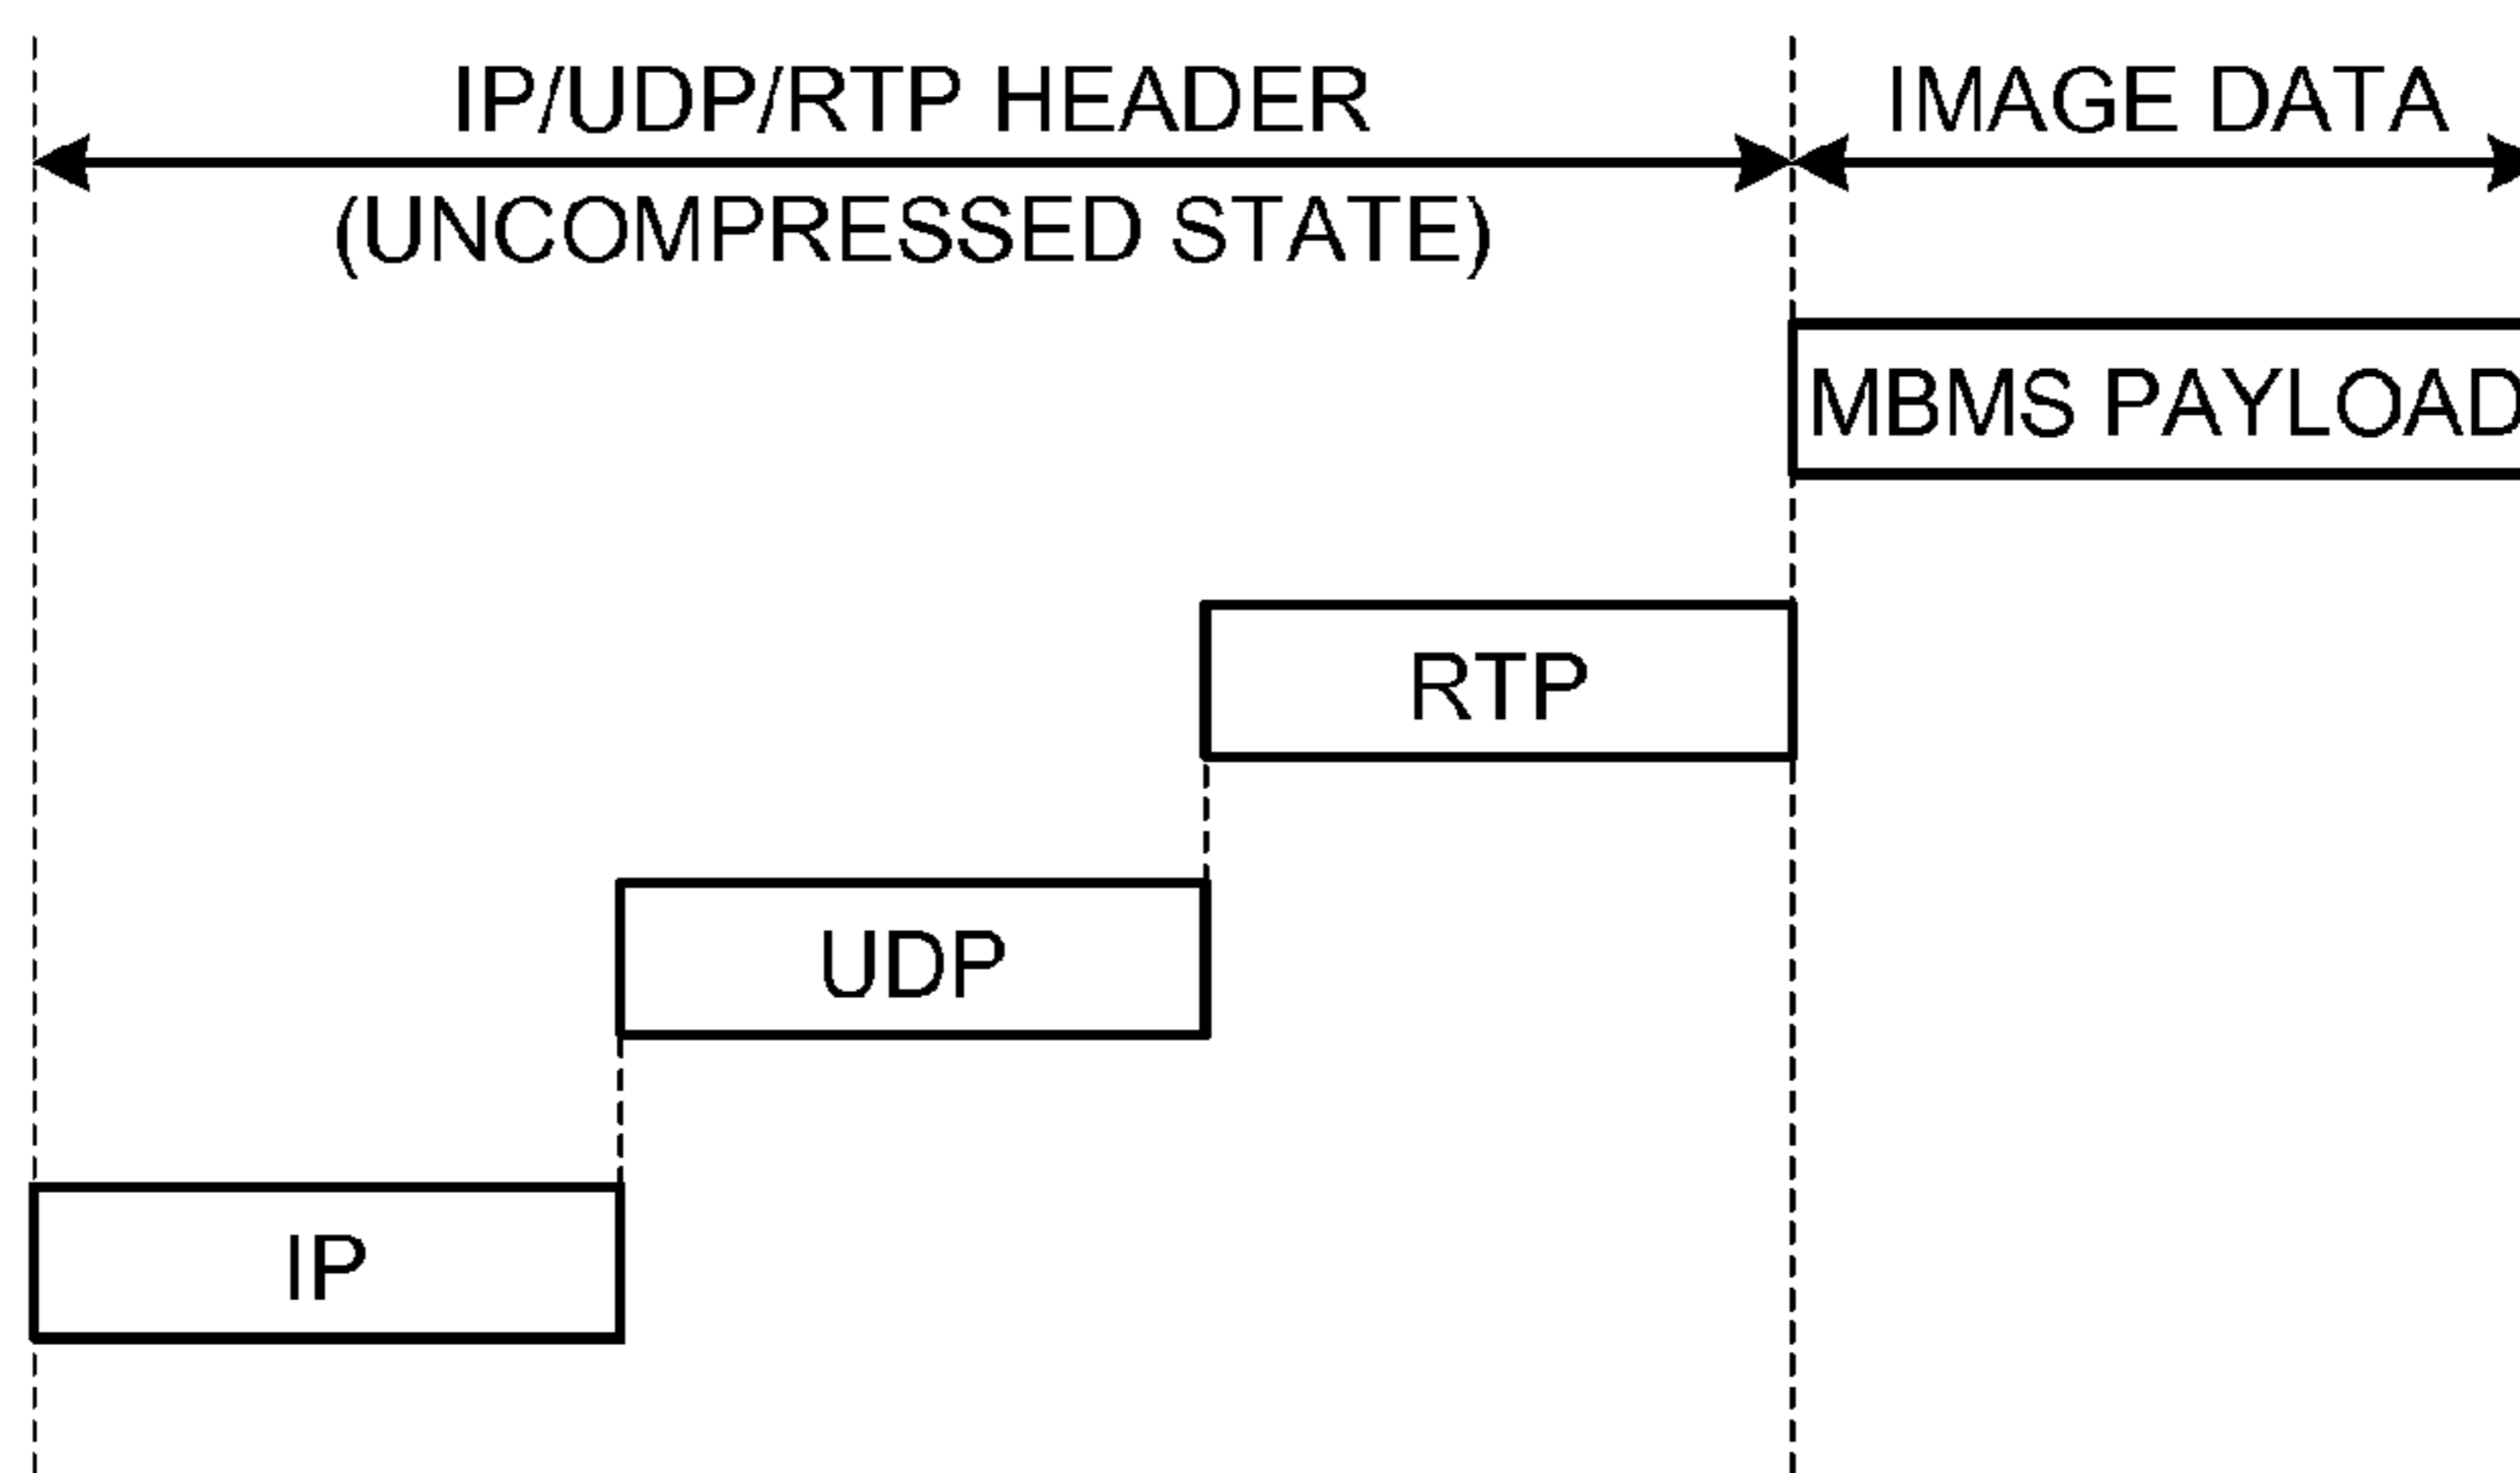 IP/UDP/RTP HEADER
IMAGE DATA
(UNCOMPRESSED STATE)
MBMS PAYLOAD
RTP
UDP
IP